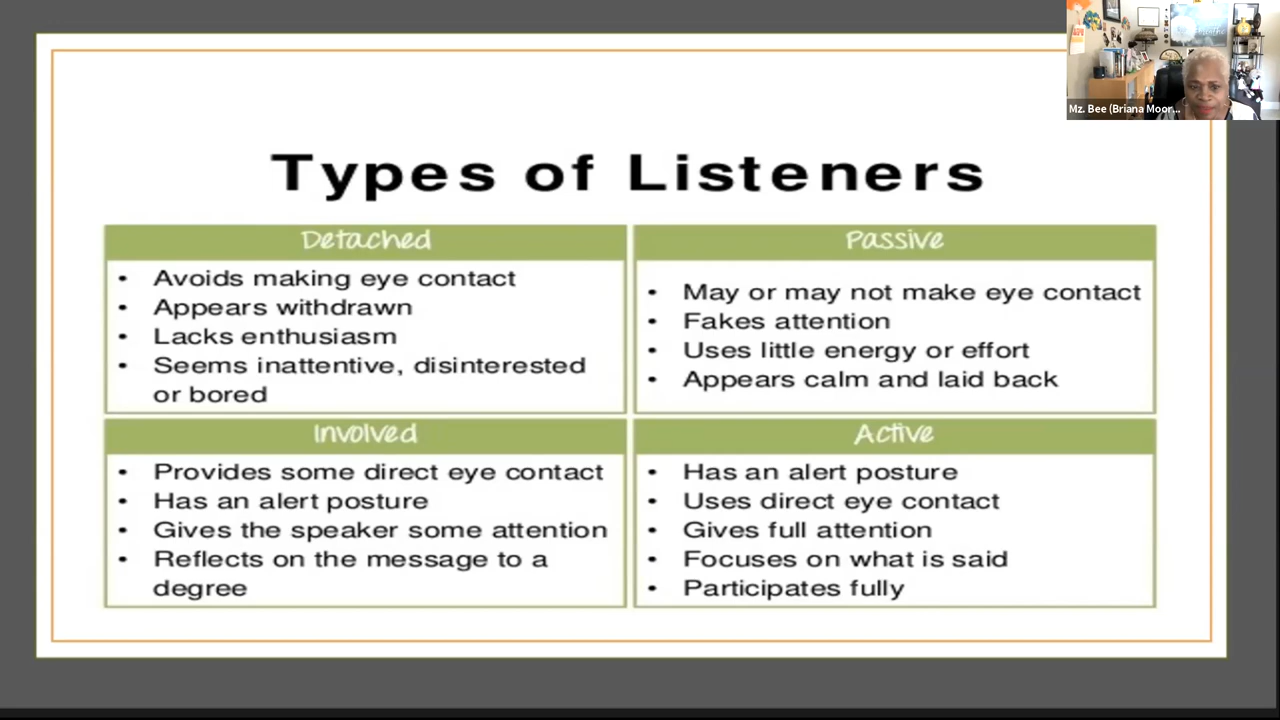 Mz. Bee (Briana Moor...
Types of Listeners
Detached
• Avoids making eye contact
• Appears withdrawn
• Lacks enthusiasm
• Seems inattentive, disinterested
or bored
Passive
• May or may not make eye contact
• Fakes attention
• Uses little energy or effort
• Appears calm and laid back
Involved
• Provides some direct eye contact
• Has an alert posture
• Gives the speaker some attention
• Reflects on the message to a
degree
Active
• Has an alert posture
• Uses direct eye contact
• Gives full attention
• Focuses on what is said
• Participates fully